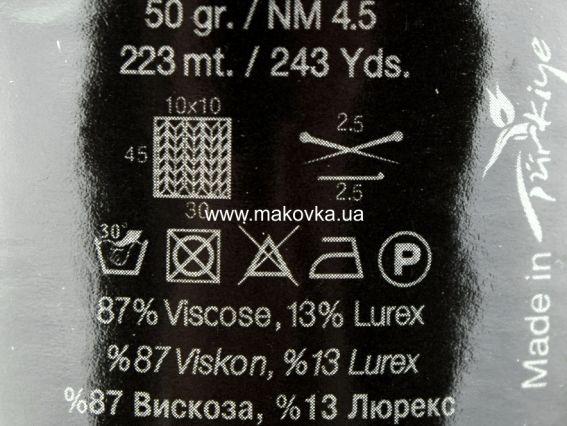 50 gr. / NM 4.5
223 mt. / 243 Yds.
10x10
45
30
2.5
2.5
www.makovka.ua
30°
P
87% Viscose, 13% Lurex
%87 Viskon, %13 Lurex
%87 Вискоза, %13 Люрекс
Made in Türkiye